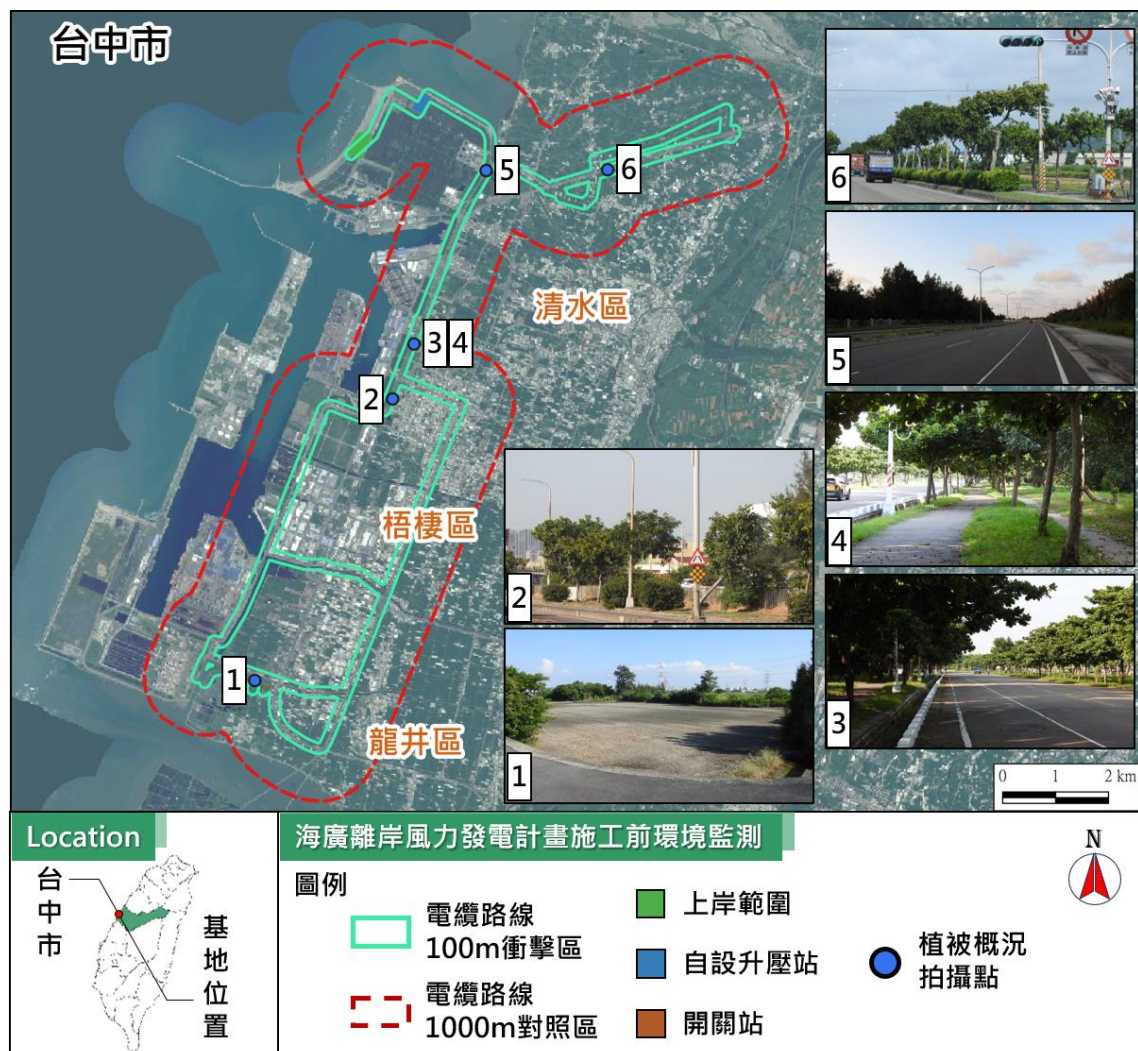 台中市
6
5
6
5
清水區
3 4
4
2
梧棲區
2
3
1
龍井區
1
0 1 2 km
Location
台中市
基地位置
海廣離岸風力發電計畫施工前環境監測
圖例
電纜路線
100m衝擊區
電纜路線
1000m對照區
上岸範圍
自設升壓站
開關站
植被概況
拍攝點
N